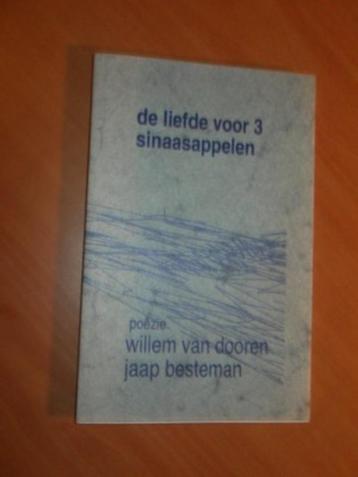 de liefde voor 3
sinaasappelen
poëzie
willem van dooren
jaap besteman